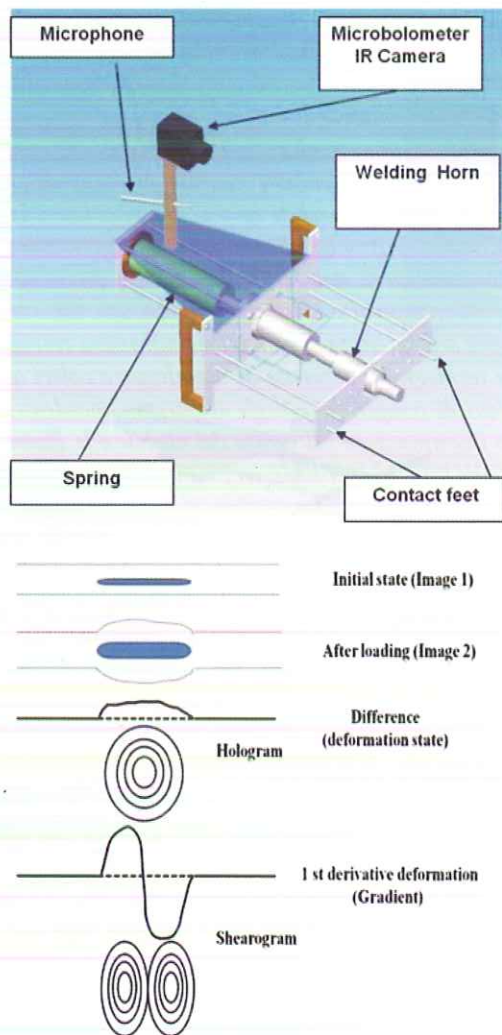 Microphone
Microbolometer
IR Camera
Welding Horn
Spring
Contact feet
Initial state (Image 1)
After loading (Image 2)
Difference
(deformation state)
Hologram
1 st derivative deformation
(Gradient)
Shearogram